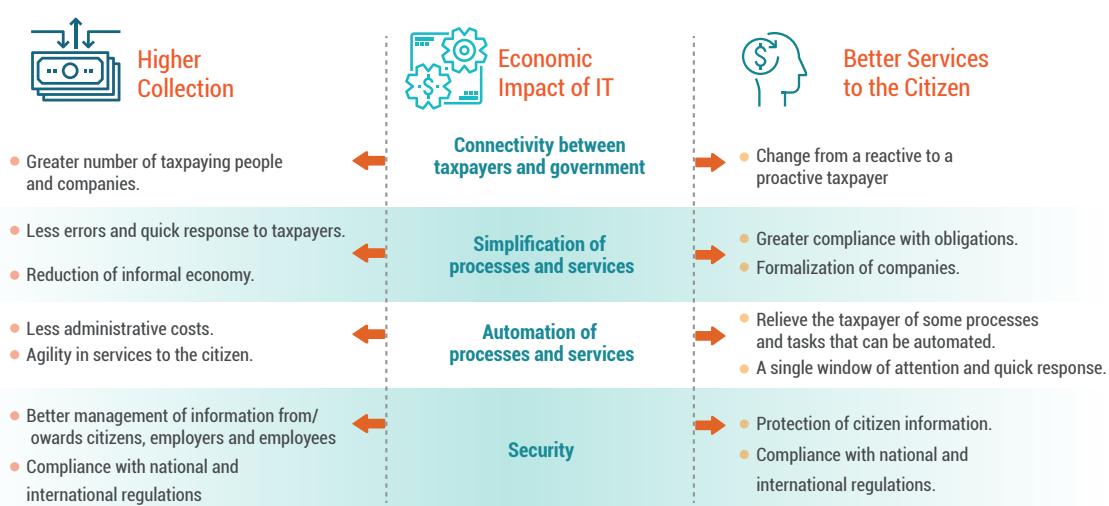 Higher
Collection
Economic
Impact of IT
Better Services
to the Citizen
Connectivity between
taxpayers and government
Greater number of taxpaying people
and companies.
Change from a reactive to a
proactive taxpayer
Simplification of
processes and services
Less errors and quick response to taxpayers.
Reduction of informal economy.
Greater compliance with obligations.
Formalization of companies.
Automation of
processes and services
Less administrative costs.
Agility in services to the citizen.
Relieve the taxpayer of some processes
and tasks that can be automated.
A single window of attention and quick response.
Security
Better management of information from/
owards citizens, employers and employees
Compliance with national and
international regulations
Protection of citizen information.
Compliance with national and
international regulations.